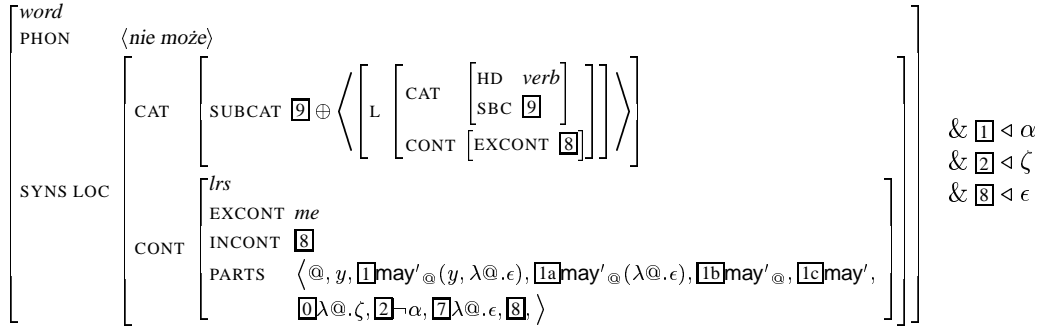 word
PHON ⟨nie może⟩
SYNS LOC
CAT
SUBCAT [9] ⊕ ⟨ L
CAT
HD verb
SBC [9]
CONT [EXCONT [8]] ⟩
CONT
lrs
EXCONT me
INCONT [8]
PARTS ⟨@, y, [1]may′@(y, λ@.ϵ), [1a]may′@(λ@.ϵ), [1b]may′@, [1c]may′,
[0]λ@.ζ, [2]¬α, [7]λ@.ϵ, [8], ⟩
& [1] ◁ α
& [2] ◁ ζ
& [8] ◁ ϵ